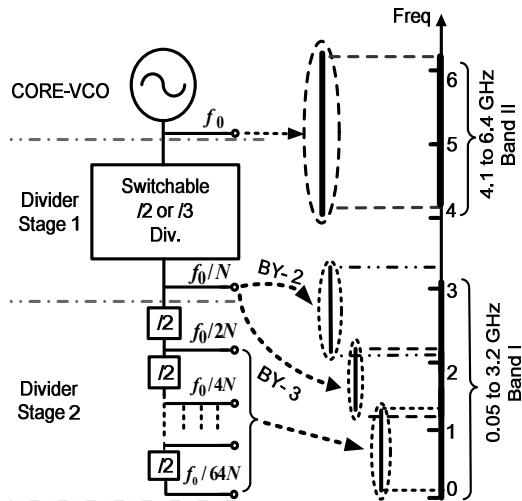 Freq
CORE-VCO
f0
6
5
4
4.1 to 6.4 GHz
Band II
Divider
Stage 1
Switchable
/2 or /3
Div.
f0/N
BY-2
BY-3
3
2
1
0
0.05 to 3.2 GHz
Band I
Divider
Stage 2
/2
f0/2N
/2
f0/4N
/2
f0/64N